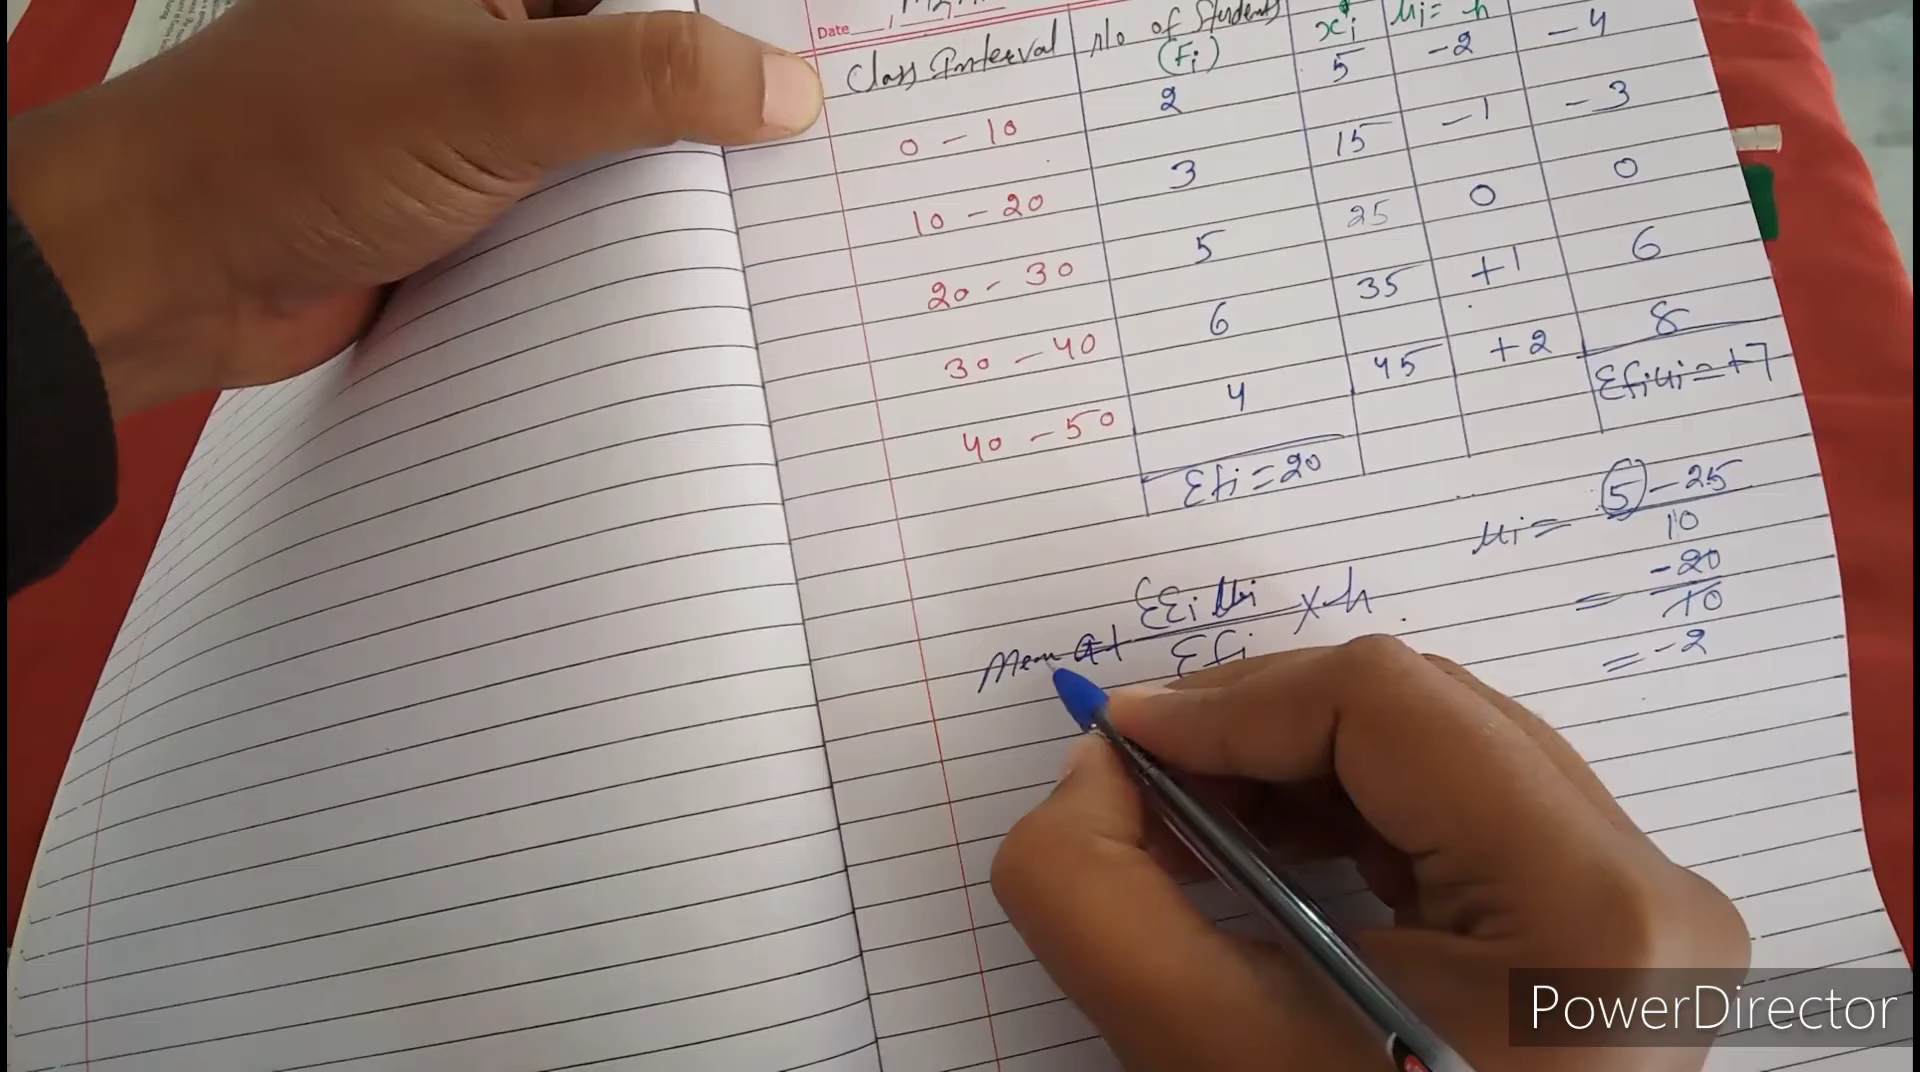 Date
Class Interval No of Students (Fi) xi ui = h
0 - 10 2 5 -2 -4
10 - 20 3 15 -1 -3
20 - 30 5 25 0 0
30 - 40 6 35 +1 6
40 - 50 4 45 +2 8
Σfi = 20 Σfiui = +7
ui = 5 - 25
10
= -20
10
= -2
Mean a+ Σfi ui × h
Σfi
PowerDirector